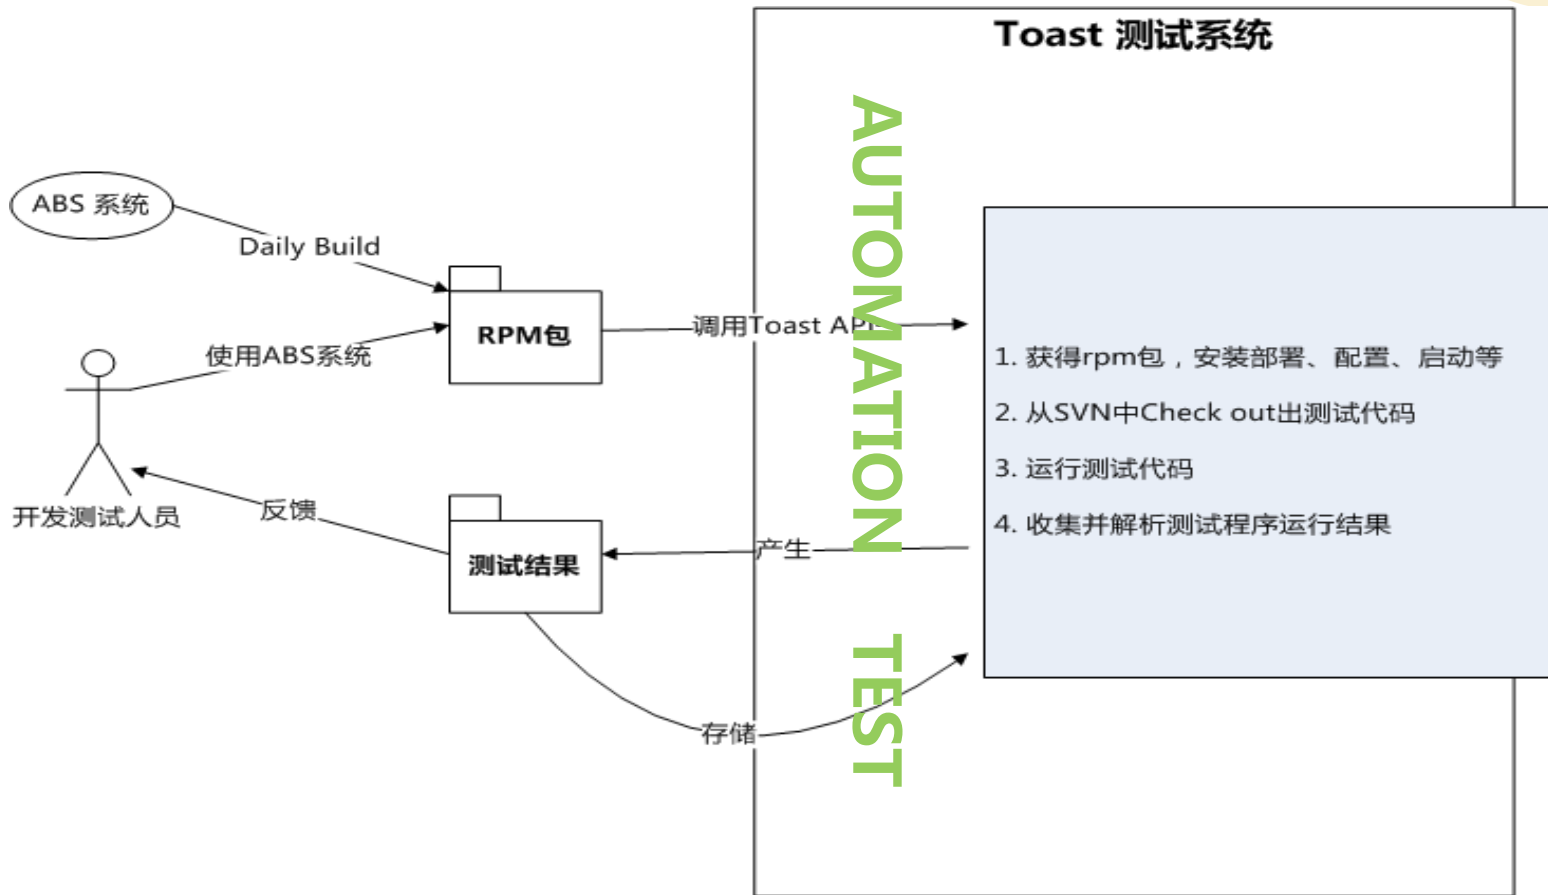 Toast 测试系统
AUTOMATION TEST
ABS 系统
Daily Build
RPM包
调用Toast API
使用ABS系统
1. 获得rpm包，安装部署、配置、启动等
2. 从SVN中Check out出测试代码
3. 运行测试代码
4. 收集并解析测试程序运行结果
开发测试人员
反馈
测试结果
产生
存储